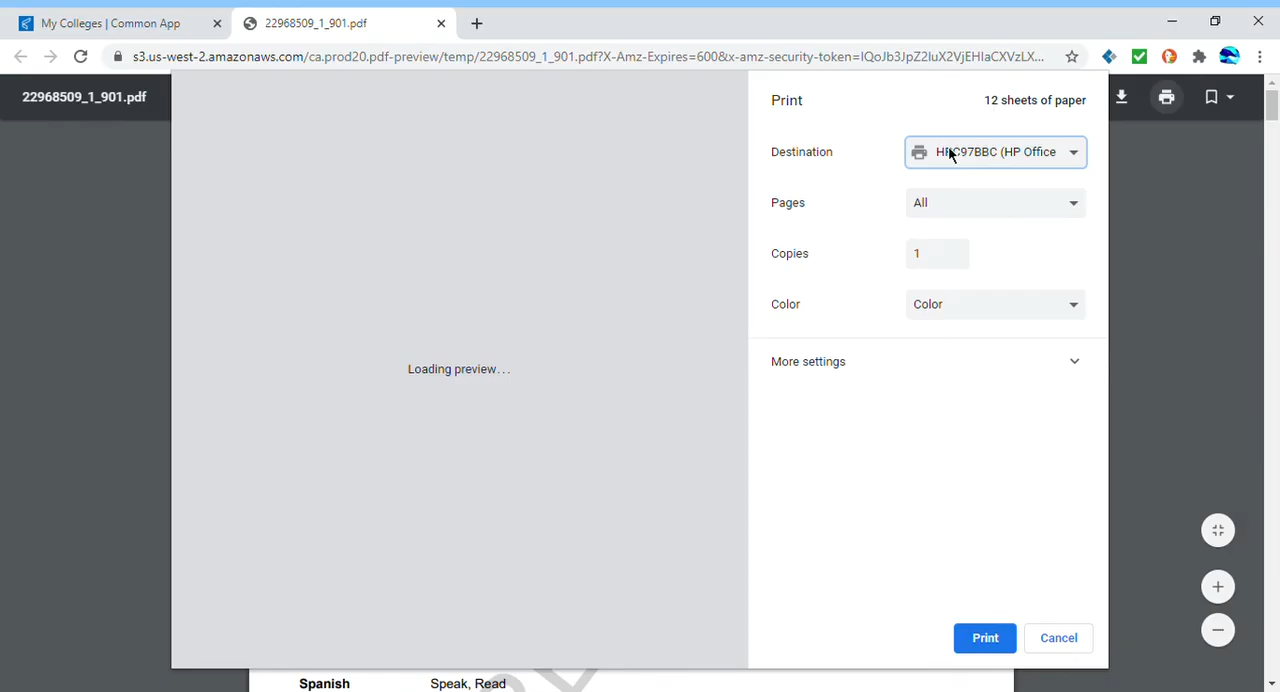 My Colleges | Common App
22968509_1_901.pdf
s3.us-west-2.amazonaws.com/ca.prod20.pdf-preview/temp/22968509_1_901.pdf?X-Amz-Expires=600&x-amz-security-token=IQoJb3JpZ2luX2VjEHIaCXVzLX...
22968509_1_901.pdf
Print
12 sheets of paper
Destination
(HP Office
Pages
All
Copies
1
Color
Color
Loading preview...
More settings
Print
Cancel
Spanish
Speak, Read